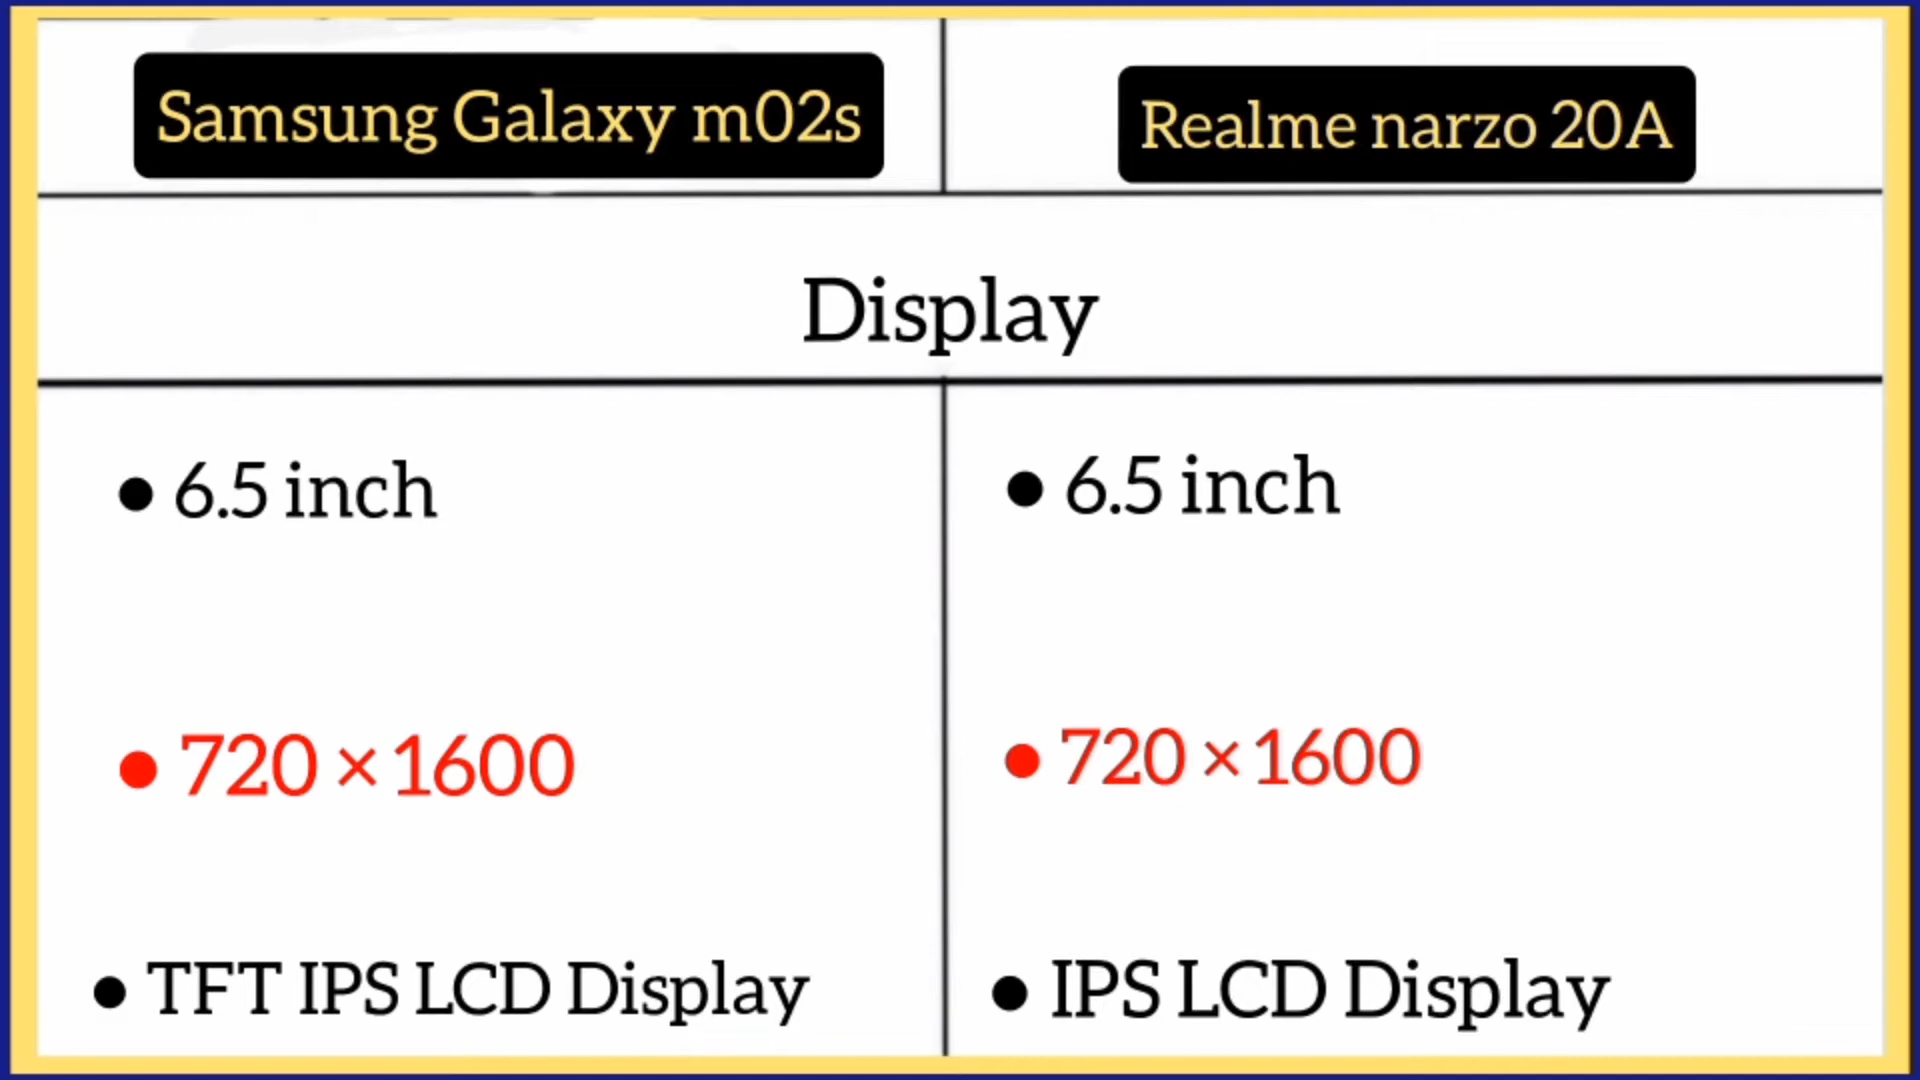 Samsung Galaxy m02s
Realme narzo 20A
Display
● 6.5 inch
● 6.5 inch
● 720 × 1600
● 720 × 1600
● TFT IPS LCD Display
● IPS LCD Display